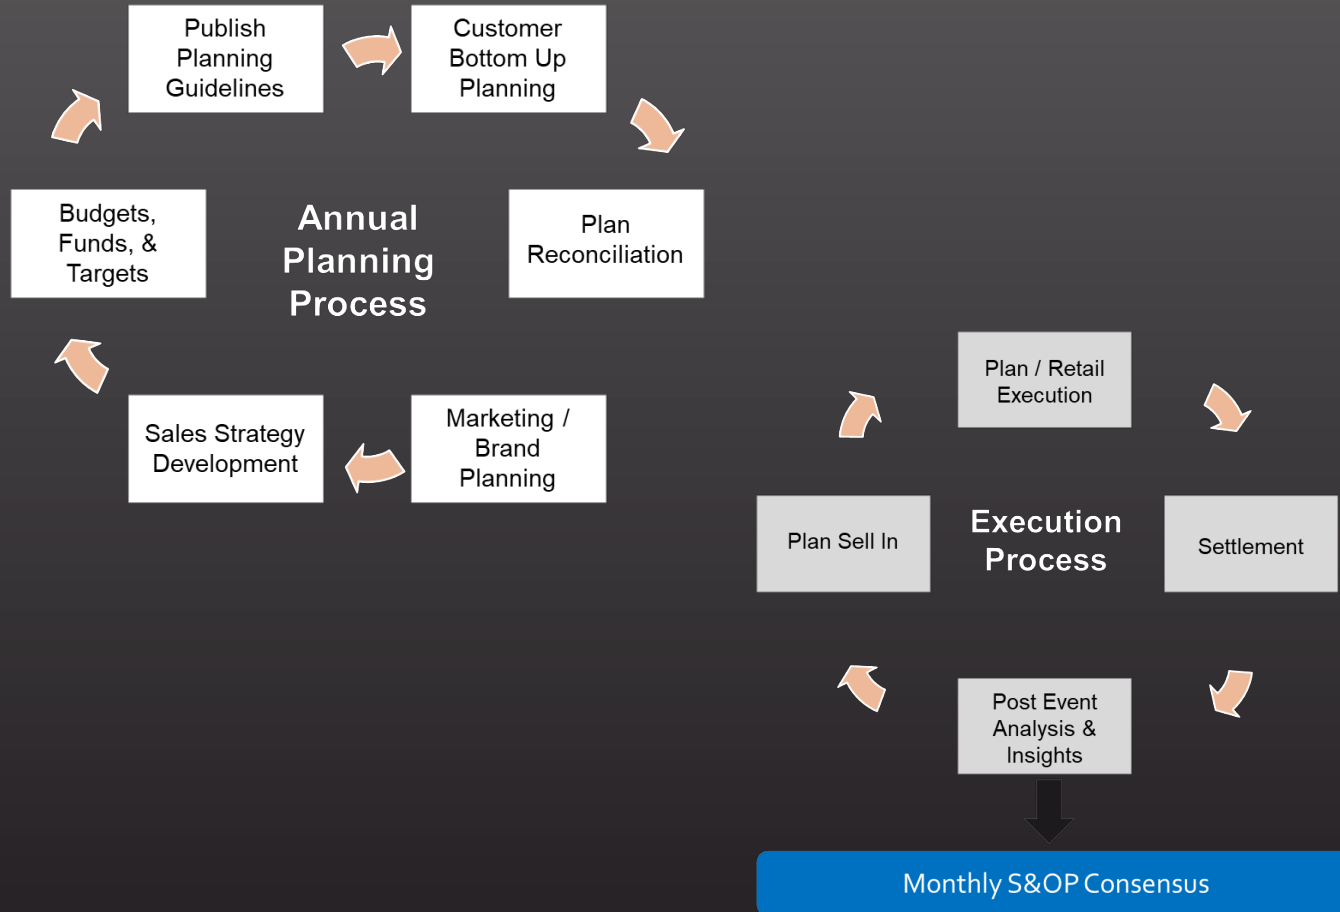 Publish
Planning
Guidelines
Customer
Bottom Up
Planning
Budgets,
Funds, &
Targets
Annual
Planning
Process
Plan
Reconciliation
Sales Strategy
Development
Marketing /
Brand
Planning
Plan / Retail
Execution
Plan Sell In
Execution
Process
Settlement
Post Event
Analysis &
Insights
Monthly S&OP Consensus